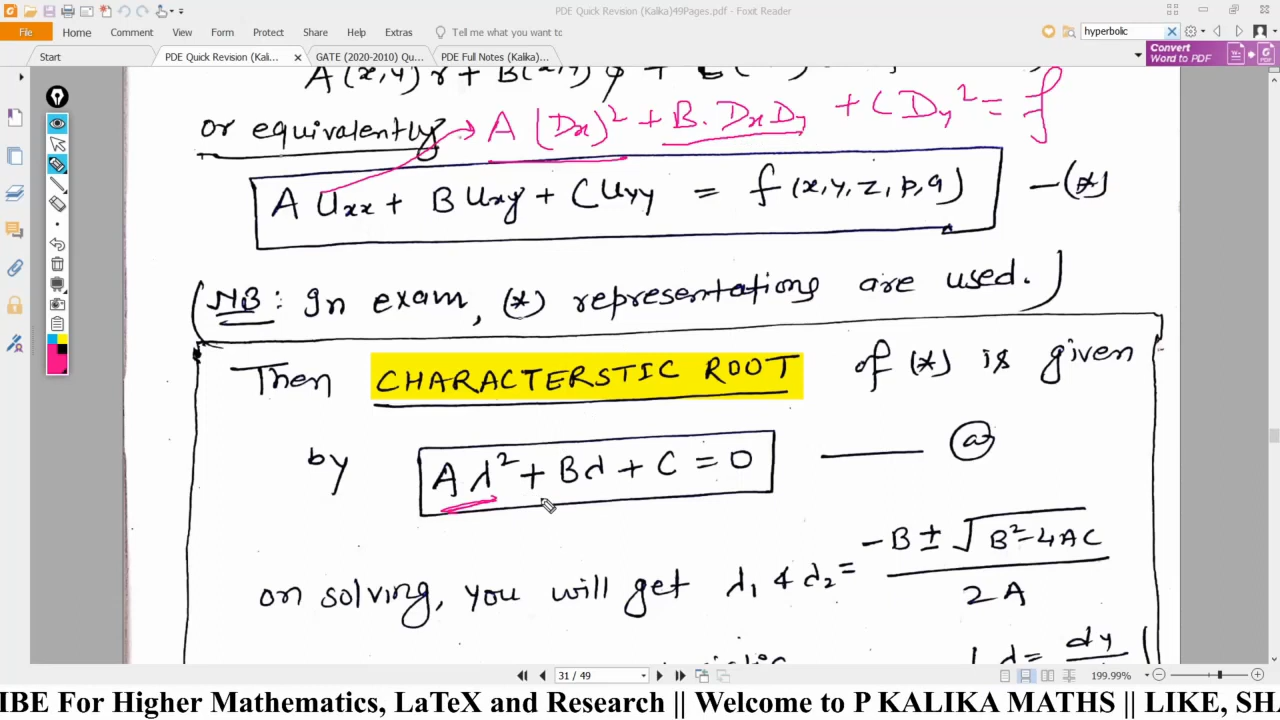 PDE Quick Revision (Kalika)49Pages.pdf - Foxit Reader
File Home Comment View Form Protect Share Help Extras Tell me what you want to hyperbolic
Start PDE Quick Revision (Kali... GATE (2020-2010) Qu... PDE Full Notes (Kalika)... Convert Word to PDF
or equivalently → A (Dx)² + B. DxDy + C Dy² = f
A Uxx + B Uxy + C Uyy = f(x,y,z,p,q) —(*)
(NB: In exam, (*) representations are used.)
Then CHARACTERSTIC ROOT of (*) is given
by Aλ² + Bλ + C = 0 —— ⓐ
on solving, you will get λ₁ & λ₂ = -B ± √B²-4AC / 2A
λ = dy
31 / 49 199.99%
IBE For Higher Mathematics, LaTeX and Research || Welcome to P KALIKA MATHS || LIKE, SHA